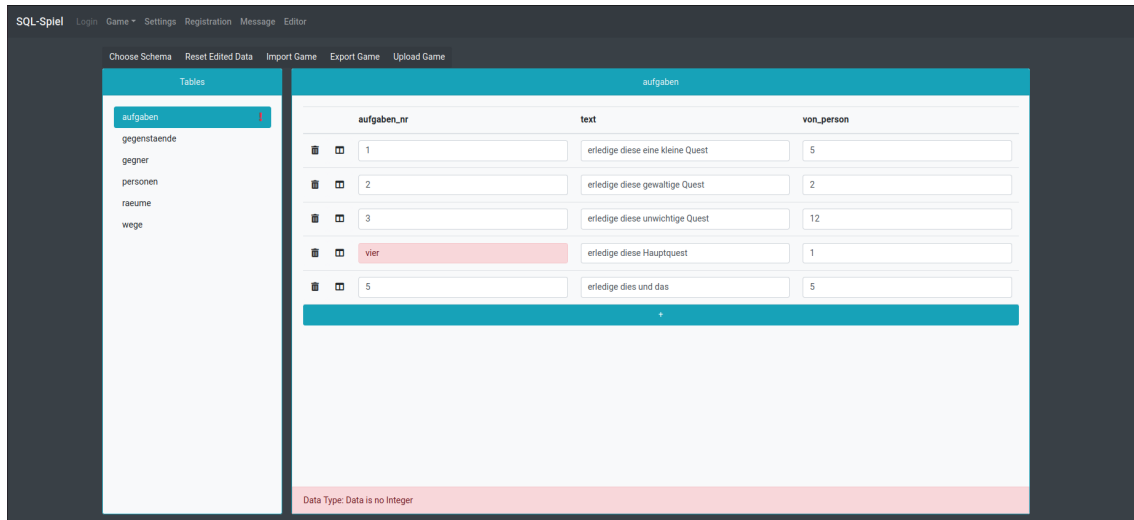 SQL-Spiel Login Game Settings Registration Message Editor
Choose Schema Reset Edited Data Import Game Export Game Upload Game
Tables
aufgaben
aufgaben !
gegenstaende
gegner
personen
raeume
wege
aufgaben_nr text von_person
1 erledige diese eine kleine Quest 5
2 erledige diese gewaltige Quest 2
3 erledige diese unwichtige Quest 12
vier erledige diese Hauptquest 1
5 erledige dies und das 5
+
Data Type: Data is no Integer